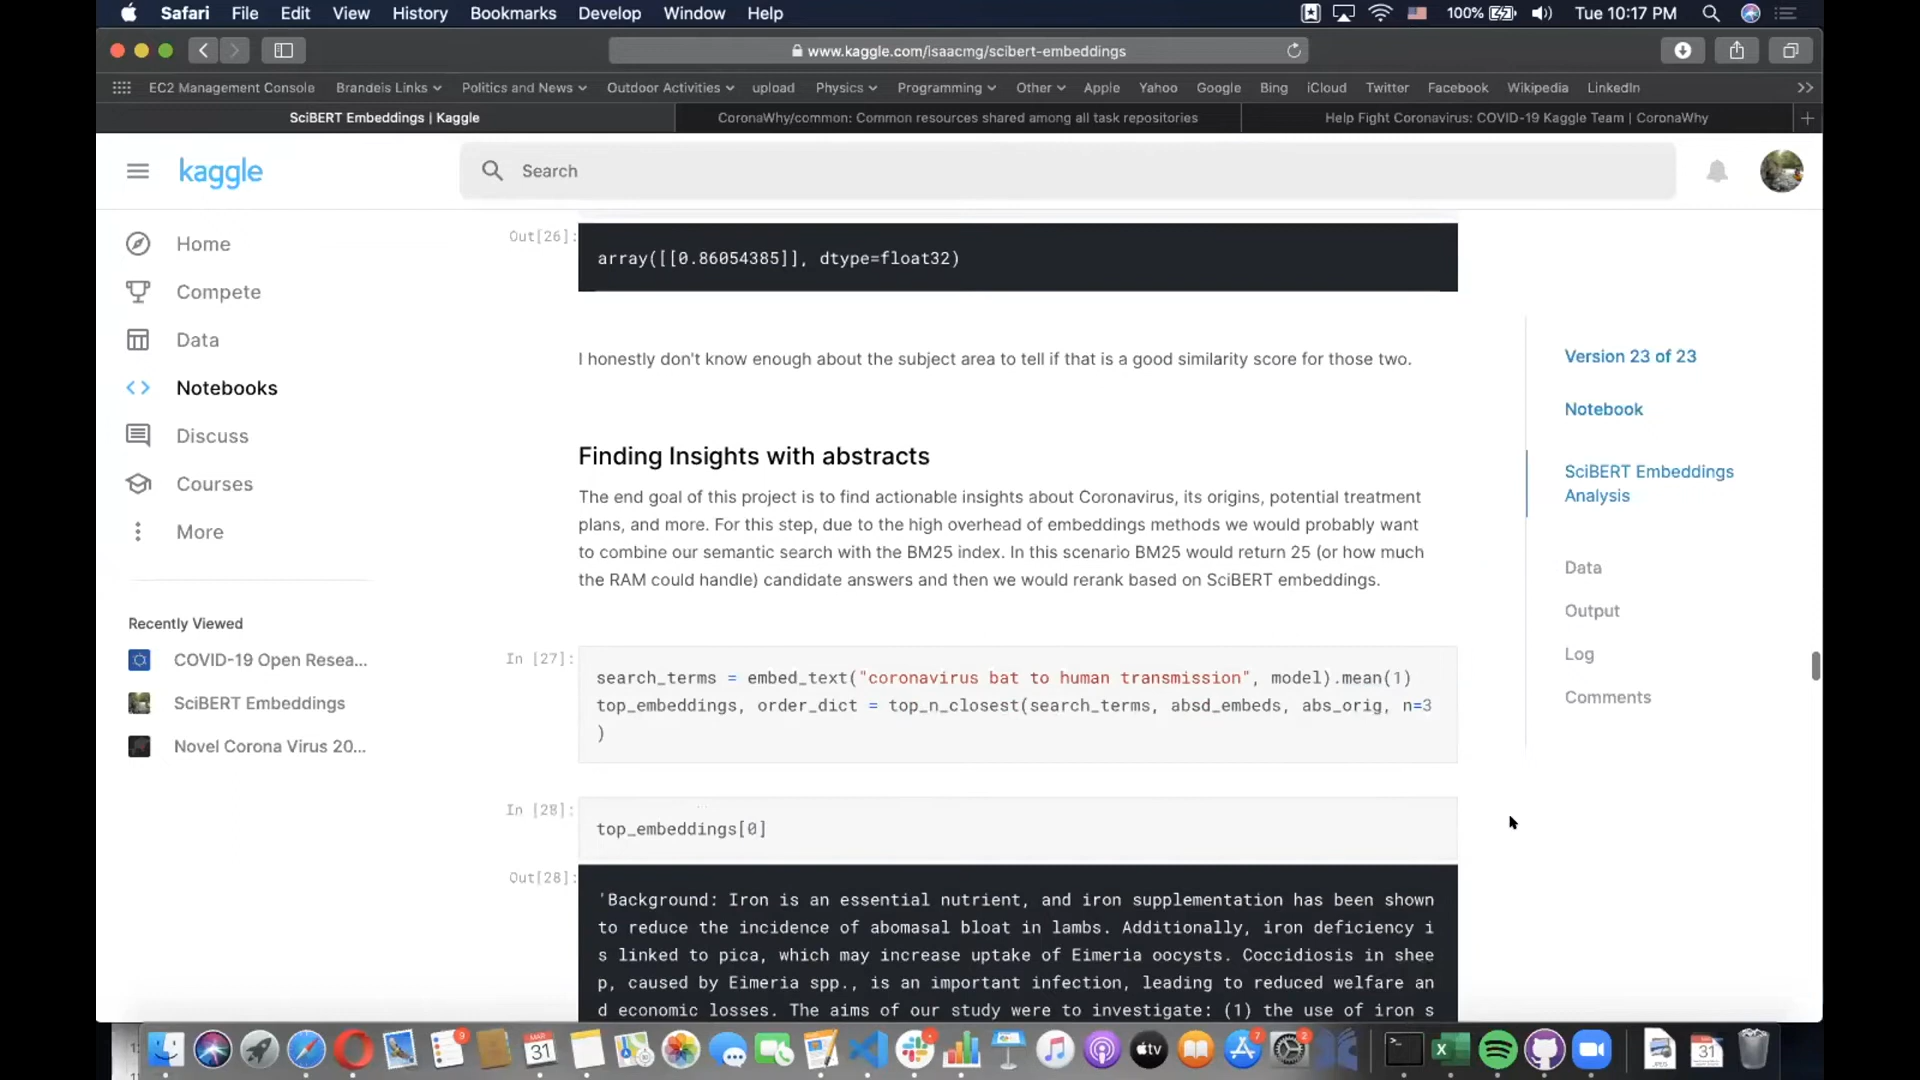 Safari File Edit View History Bookmarks Develop Window Help 100% Tue 10:17 PM
www.kaggle.com/isaacmg/scibert-embeddings
EC2 Management Console Brandeis Links Politics and News Outdoor Activities upload Physics Programming Other Apple Yahoo Google Bing iCloud Twitter Facebook Wikipedia LinkedIn
SciBERT Embeddings | Kaggle CoronaWhy/common: Common resources shared among all task repositories Help Fight Coronavirus: COVID-19 Kaggle Team | CoronaWhy
kaggle Search
Home
Compete
Data
Notebooks
Discuss
Courses
More
Recently Viewed
COVID-19 Open Resea...
SciBERT Embeddings
Novel Corona Virus 20...
Out[26]:
array([[0.86054385]], dtype=float32)
I honestly don't know enough about the subject area to tell if that is a good similarity score for those two.
Finding Insights with abstracts
The end goal of this project is to find actionable insights about Coronavirus, its origins, potential treatment
plans, and more. For this step, due to the high overhead of embeddings methods we would probably want
to combine our semantic search with the BM25 index. In this scenario BM25 would return 25 (or how much
the RAM could handle) candidate answers and then we would rerank based on SciBERT embeddings.
In [27]:
search_terms = embed_text("coronavirus bat to human transmission", model).mean(1)
top_embeddings, order_dict = top_n_closest(search_terms, absd_embeds, abs_orig, n=3
)
In [28]:
top_embeddings[0]
Out[28]:
'Background: Iron is an essential nutrient, and iron supplementation has been shown
to reduce the incidence of abomasal bloat in lambs. Additionally, iron deficiency i
s linked to pica, which may increase uptake of Eimeria oocysts. Coccidiosis in shee
p, caused by Eimeria spp., is an important infection, leading to reduced welfare an
d economic losses. The aims of our study were to investigate: (1) the use of iron s
Version 23 of 23
Notebook
SciBERT Embeddings
Analysis
Data
Output
Log
Comments
9 MAR 31 tv 7 2 X 31